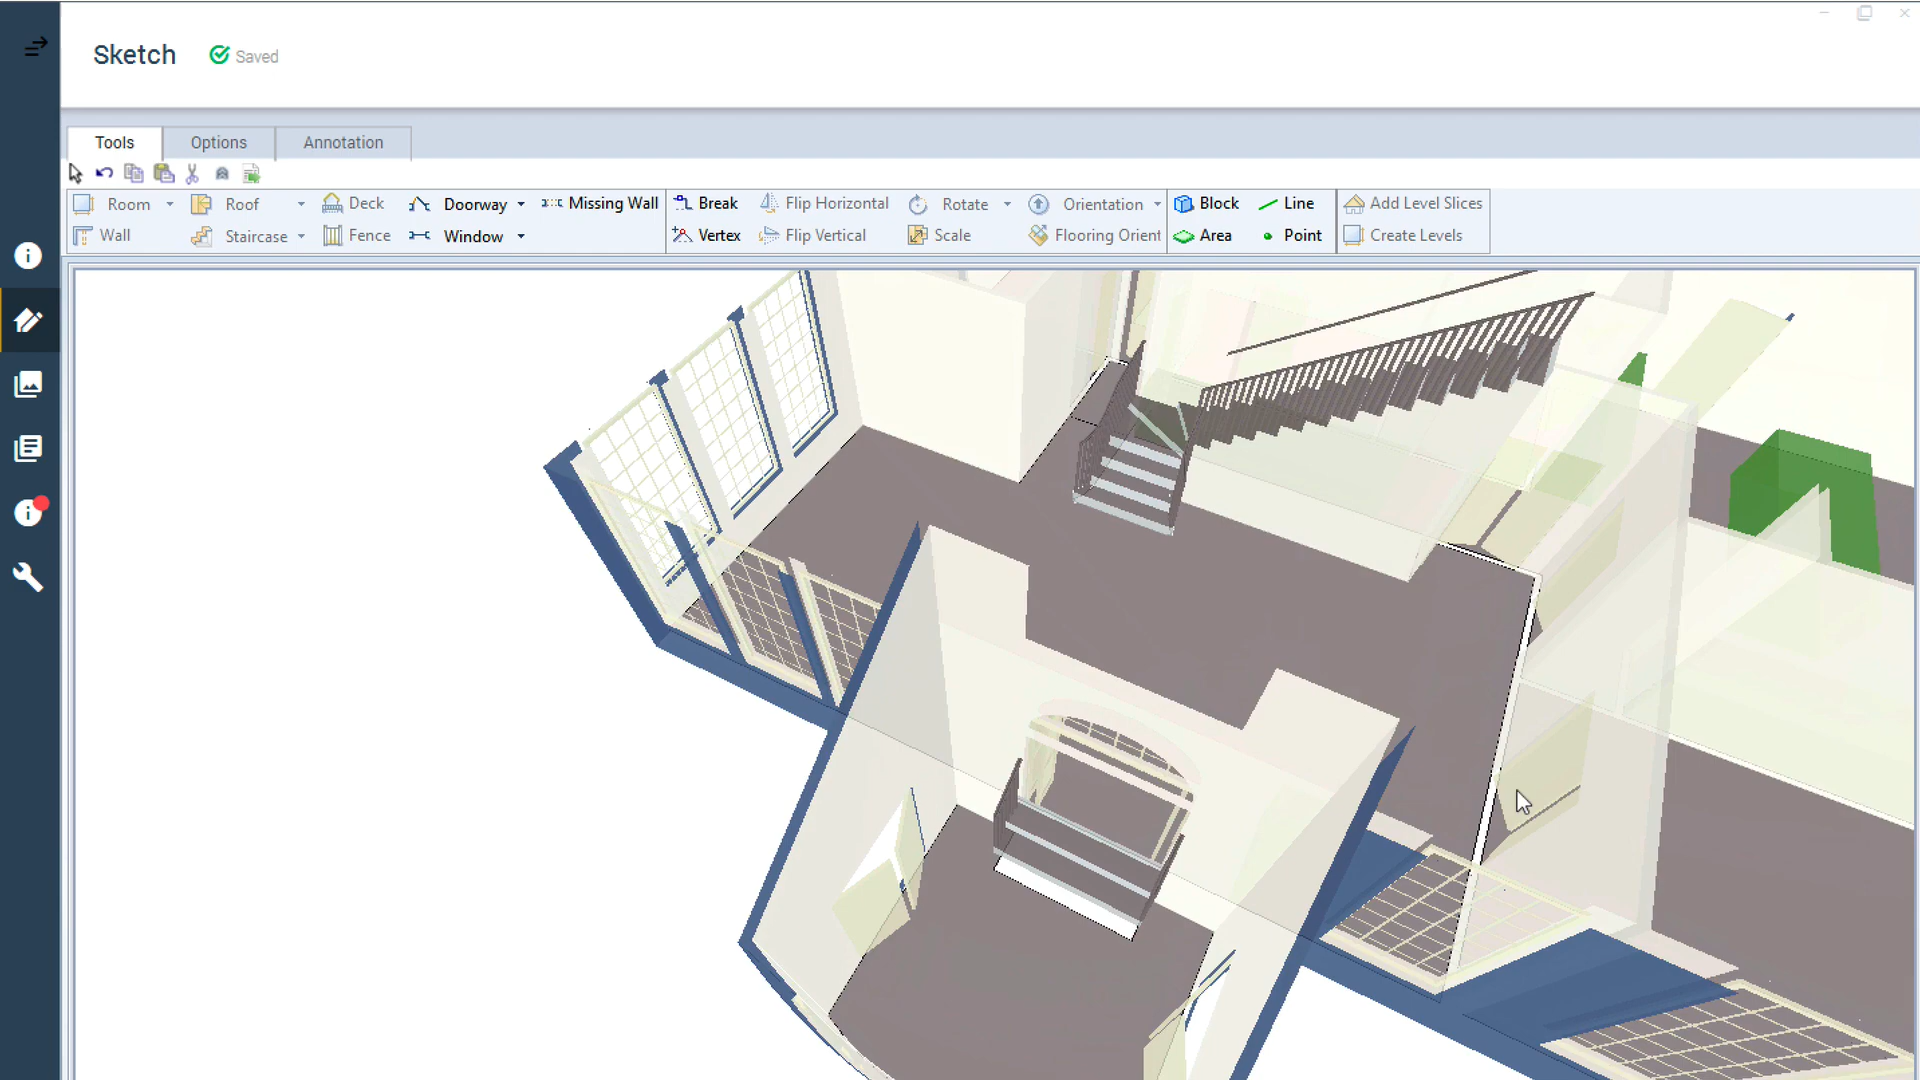 Sketch Saved
Tools Options Annotation
Room Roof Deck Doorway Missing Wall Break Flip Horizontal Rotate Orientation Block Line Add Level Slices
Wall Staircase Fence Window Vertex Flip Vertical Scale Flooring Orient Area Point Create Levels